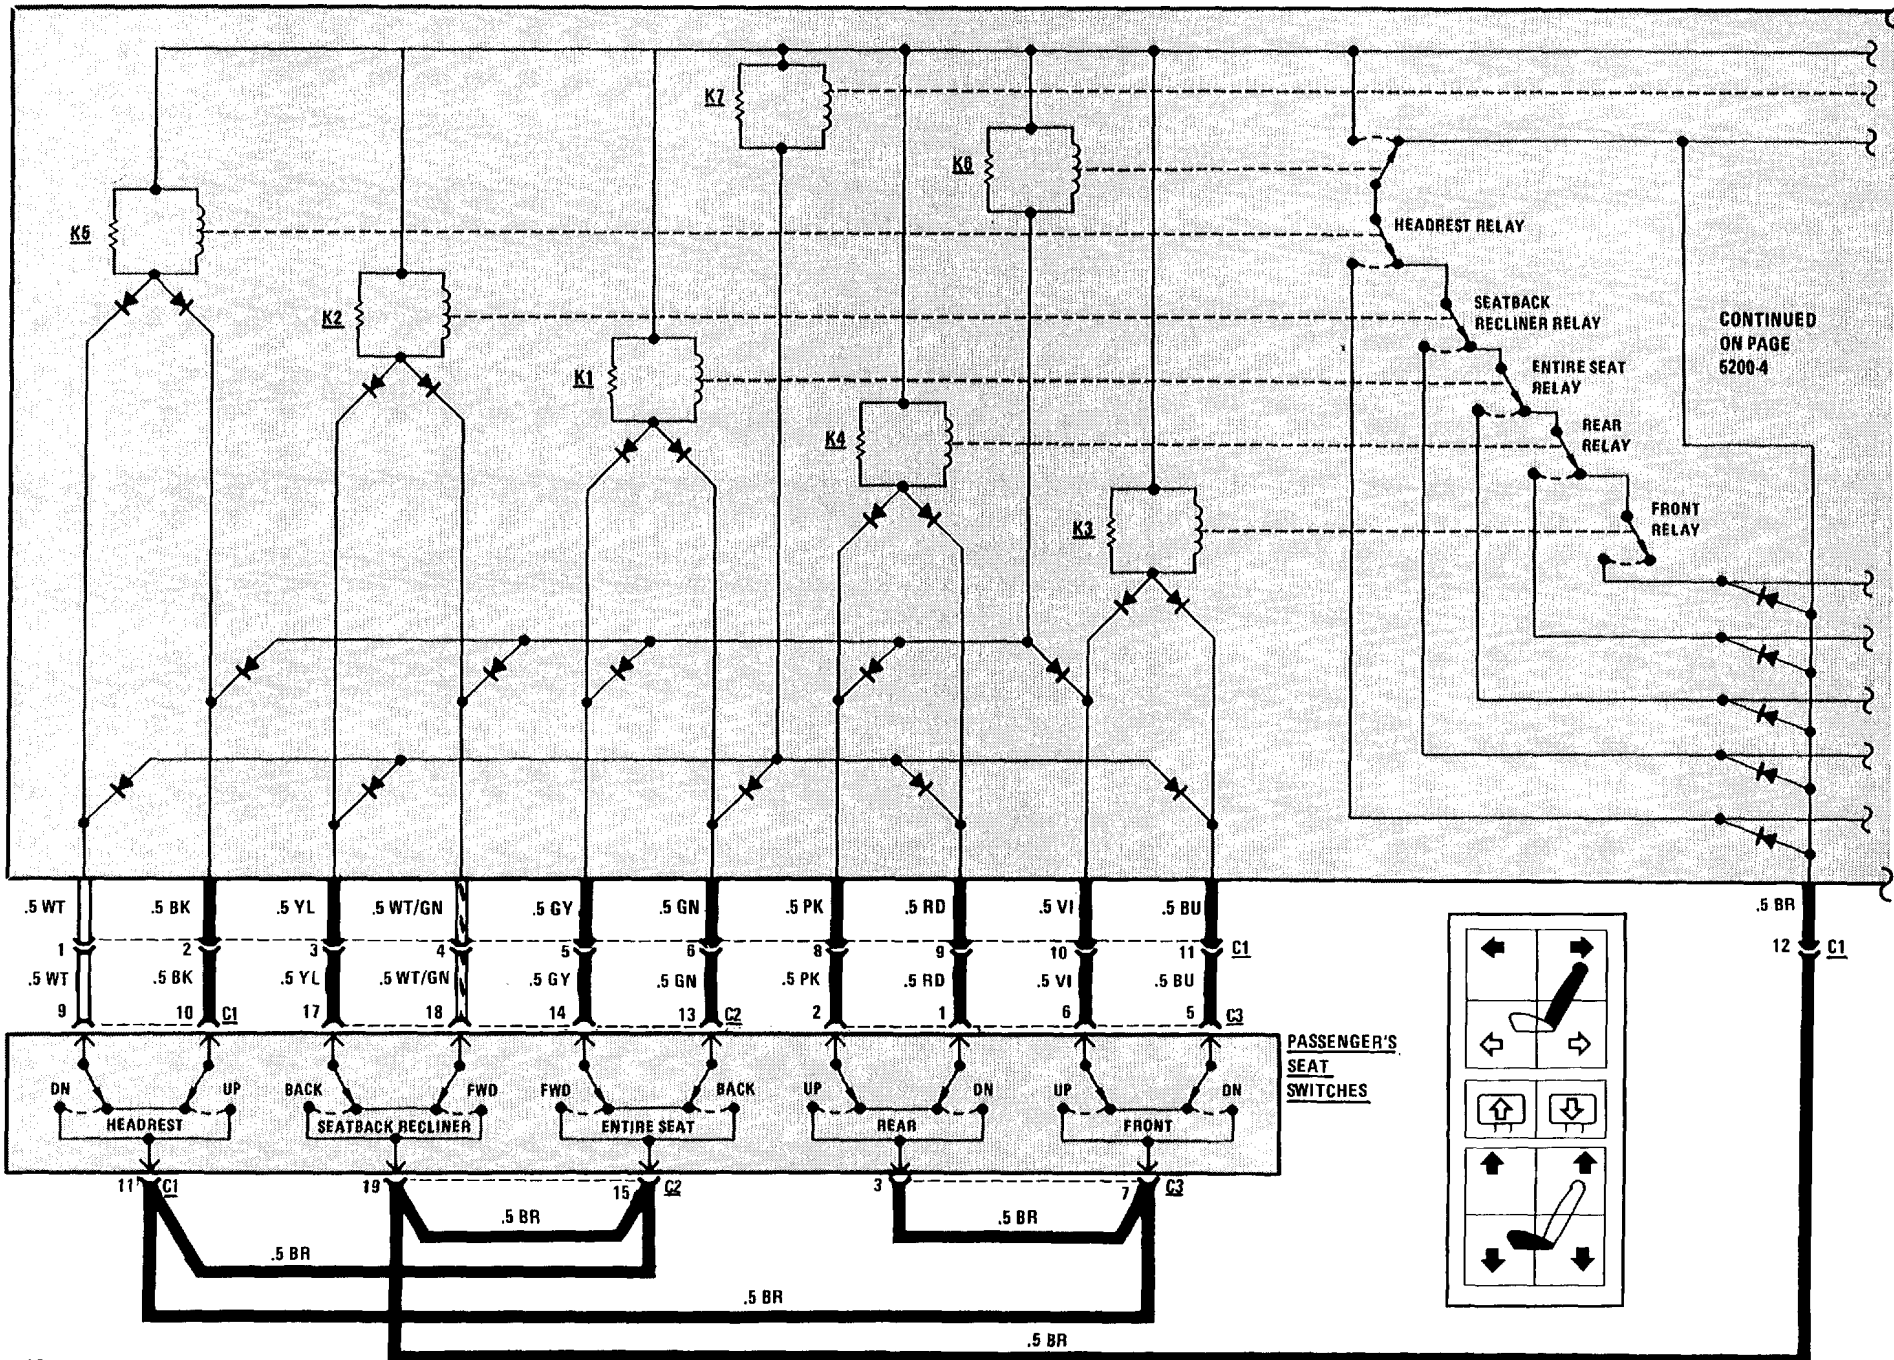 K7
K6
K5
HEADREST RELAY
K2
SEATBACK
RECLINER RELAY
CONTINUED
ON PAGE
5200-4
K1
ENTIRE SEAT
RELAY
K4
REAR
RELAY
K3
FRONT
RELAY
.5 WT .5 BK .5 YL .5 WT/GN .5 GY .5 GN .5 PK .5 RD .5 VI .5 BU .5 BR
1 2 3 4 5 6 8 9 10 11 C1 12 C1
.5 WT .5 BK .5 YL .5 WT/GN .5 GY .5 GN .5 PK .5 RD .5 VI .5 BU
9 10 C1 17 18 14 13 C2 2 1 6 5 C3
PASSENGER'S
SEAT
SWITCHES
DN UP BACK FWD FWD BACK UP DN UP DN
HEADREST SEATBACK RECLINER ENTIRE SEAT REAR FRONT
11 C1 19 15 C2 3 7 C3
.5 BR .5 BR
.5 BR
.5 BR
.5 BR